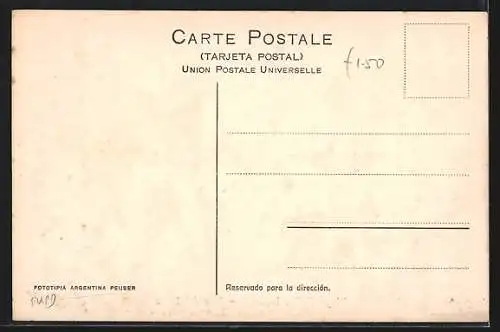 CARTE POSTALE
(TARJETA POSTAL)
UNION POSTALE UNIVERSELLE
£1-50
FOTOTIPIA ARGENTINA PEUSER
Reservado para la dirección.